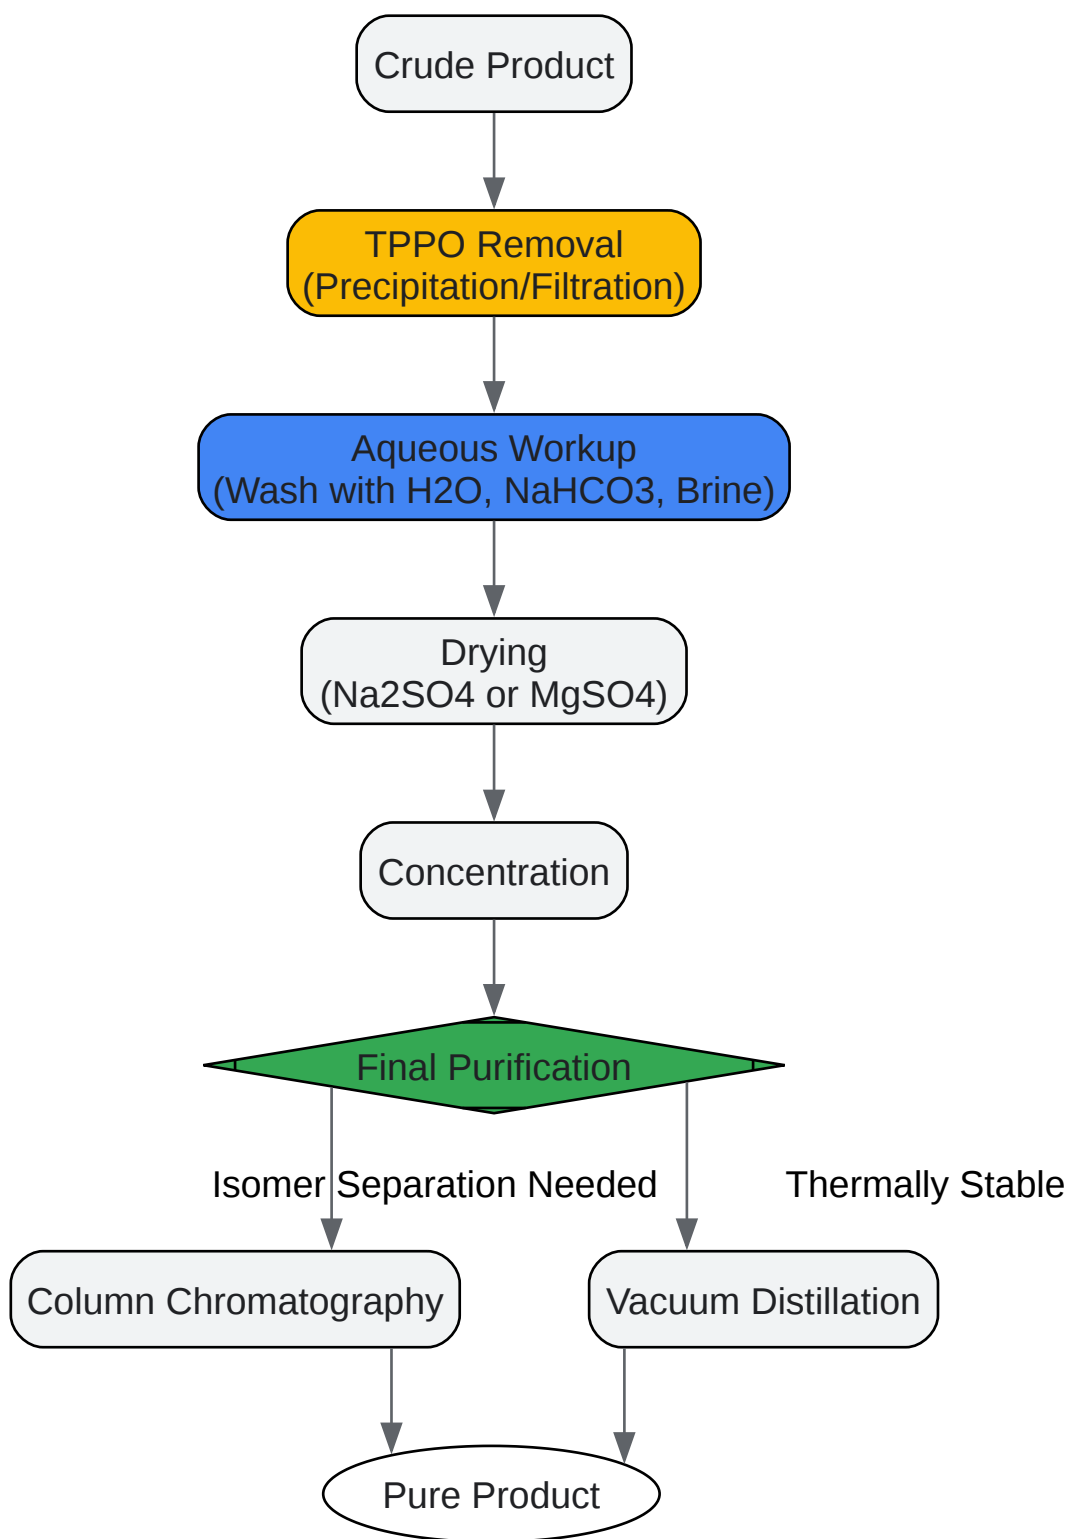 Crude Product
TPPO Removal
(Precipitation/Filtration)
Aqueous Workup
(Wash with H2O, NaHCO3, Brine)
Drying
(Na2SO4 or MgSO4)
Concentration
Final Purification
Isomer Separation Needed
Thermally Stable
Column Chromatography
Vacuum Distillation
Pure Product